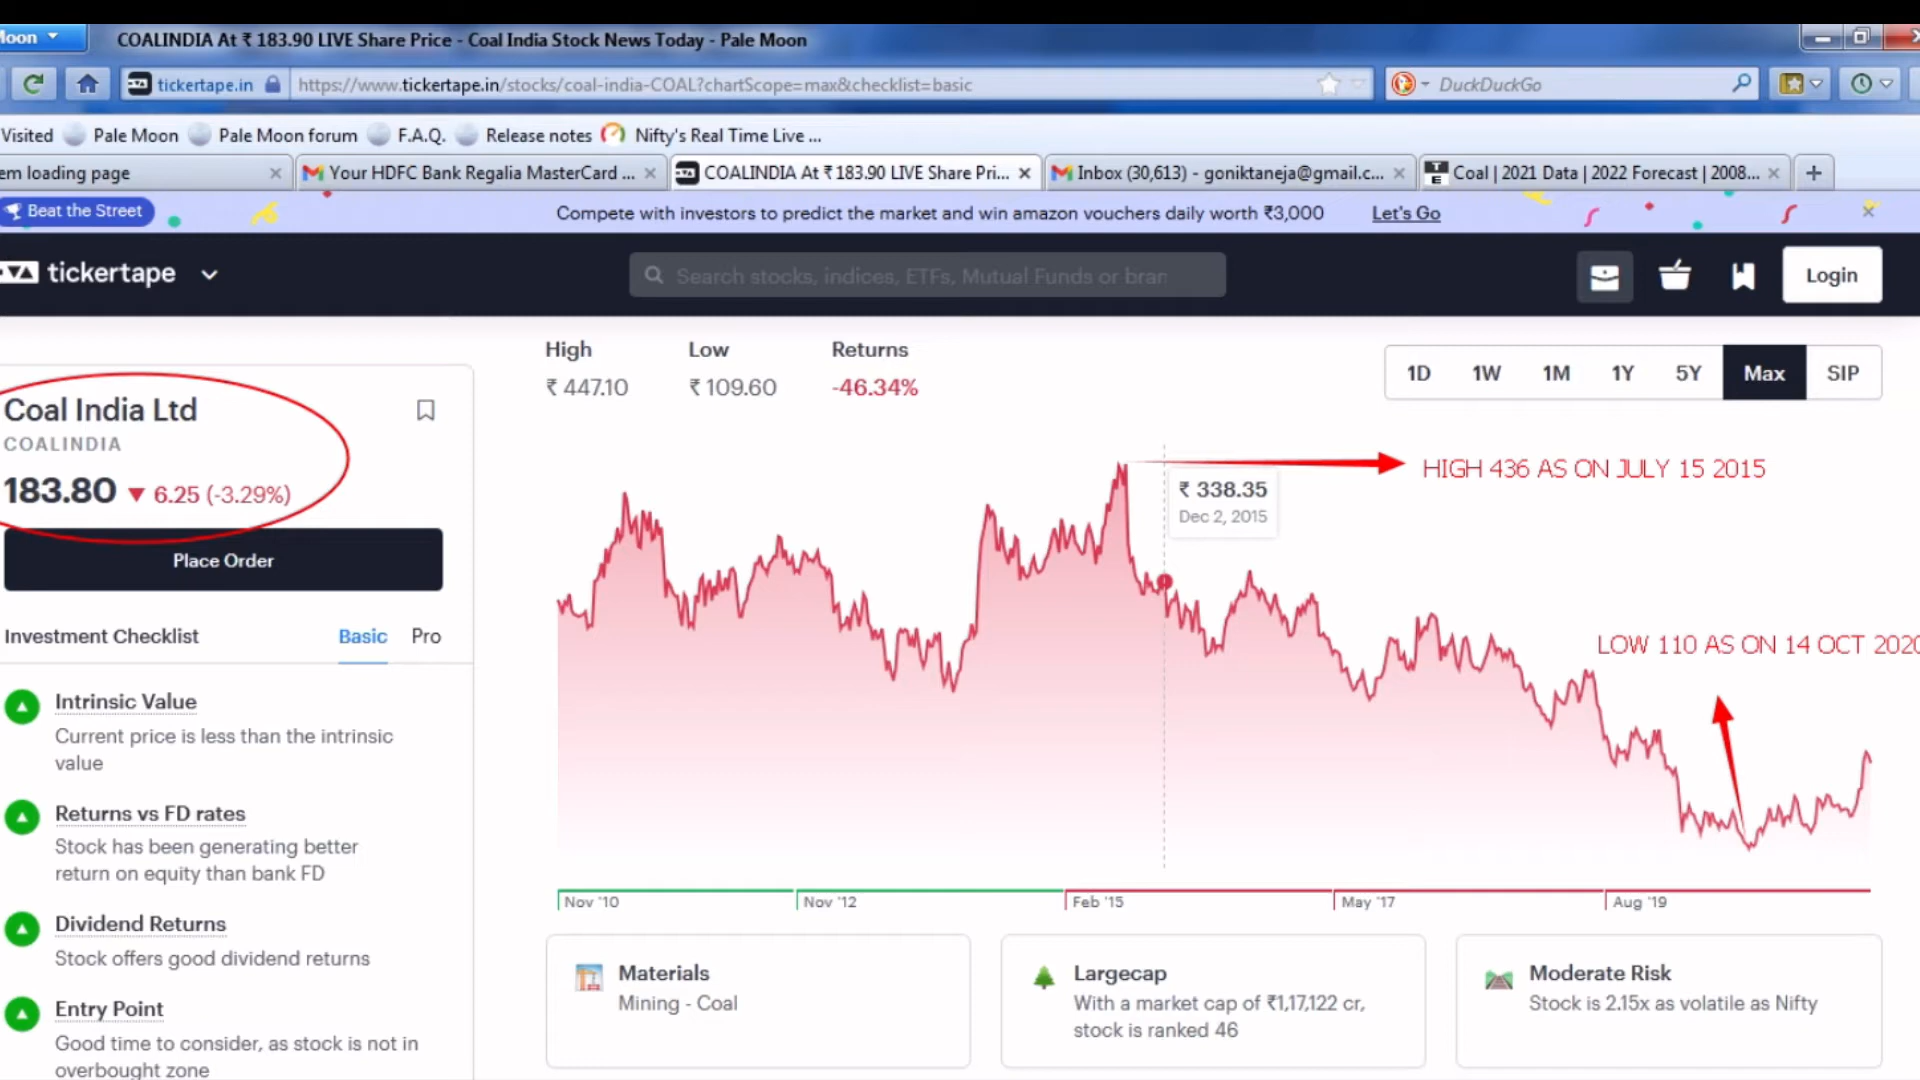 Moon
COALINDIA At ₹ 183.90 LIVE Share Price - Coal India Stock News Today - Pale Moon
tickertape.in
https://www.tickertape.in/stocks/coal-india-COAL?chartScope=max&checklist=basic
DuckDuckGo
Visited
Pale Moon
Pale Moon forum
F.A.Q.
Release notes
Nifty's Real Time Live ...
em loading page
Your HDFC Bank Regalia MasterCard ...
COALINDIA At ₹ 183.90 LIVE Share Pri...
Inbox (30,613) - goniktaneja@gmail.c...
Coal | 2021 Data | 2022 Forecast | 2008...
Beat the Street
Compete with investors to predict the market and win amazon vouchers daily worth ₹3,000
Let's Go
tickertape
Search stocks, indices, ETFs, Mutual Funds or bran
Login
High
Low
Returns
₹ 447.10
₹ 109.60
-46.34%
1D
1W
1M
1Y
5Y
Max
SIP
Coal India Ltd
COALINDIA
183.80
6.25 (-3.29%)
Place Order
Investment Checklist
Basic
Pro
Intrinsic Value
Current price is less than the intrinsic
value
Returns vs FD rates
Stock has been generating better
return on equity than bank FD
Dividend Returns
Stock offers good dividend returns
Entry Point
Good time to consider, as stock is not in
overbought zone
HIGH 436 AS ON JULY 15 2015
₹ 338.35
Dec 2, 2015
LOW 110 AS ON 14 OCT 2020
Nov '10
Nov '12
Feb '15
May '17
Aug '19
Materials
Mining - Coal
Largecap
With a market cap of ₹1,17,122 cr,
stock is ranked 46
Moderate Risk
Stock is 2.15x as volatile as Nifty